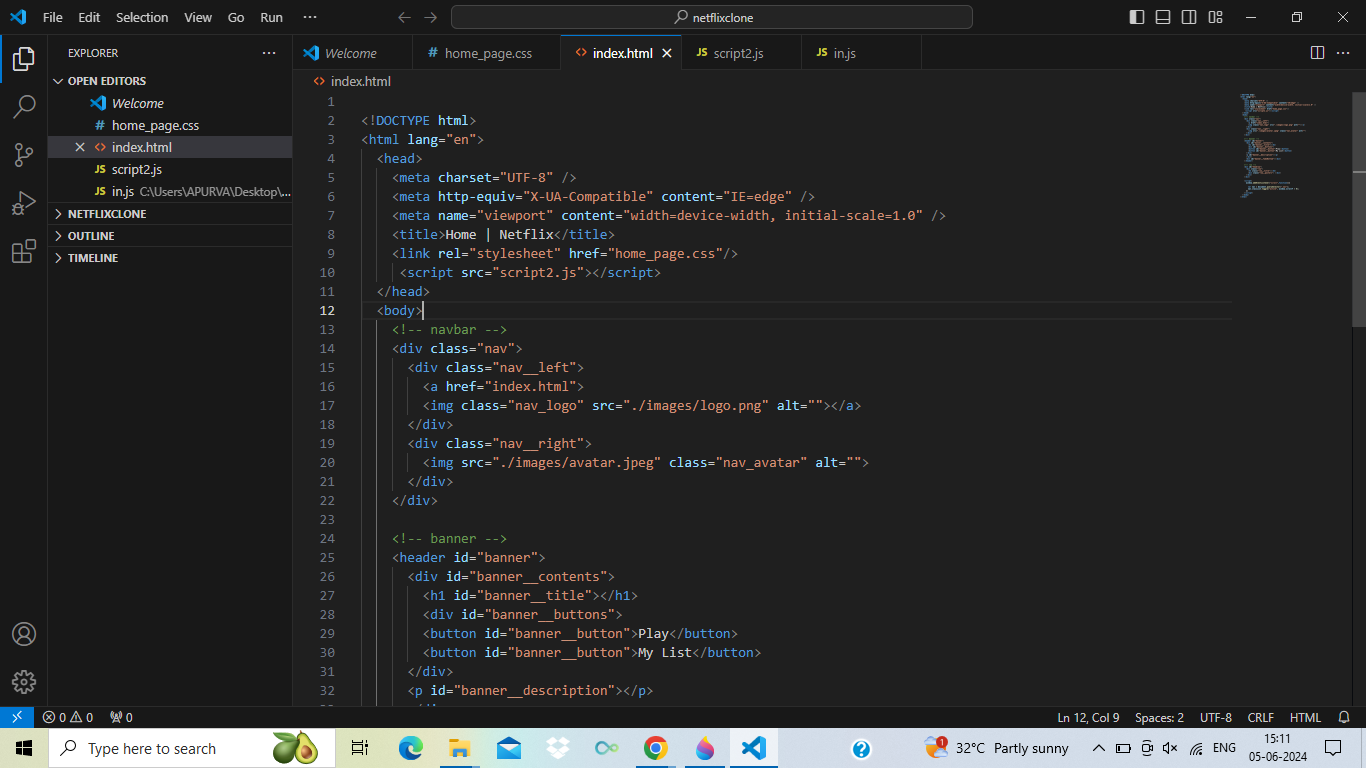 File Edit Selection View Go Run ··· netflixclone
EXPLORER ···
OPEN EDITORS
Welcome
# home_page.css
<> index.html
JS script2.js
JS in.js C:\Users\APURVA\Desktop\...
NETFLIXCLONE
OUTLINE
TIMELINE
Welcome # home_page.css <> index.html JS script2.js JS in.js ···
<> index.html
1
2 <!DOCTYPE html>
3 <html lang="en">
4 <head>
5 <meta charset="UTF-8" />
6 <meta http-equiv="X-UA-Compatible" content="IE=edge" />
7 <meta name="viewport" content="width=device-width, initial-scale=1.0" />
8 <title>Home | Netflix</title>
9 <link rel="stylesheet" href="home_page.css"/>
10 <script src="script2.js"></script>
11 </head>
12 <body>
13 <!-- navbar -->
14 <div class="nav">
15 <div class="nav__left">
16 <a href="index.html">
17 <img class="nav_logo" src="./images/logo.png" alt=""></a>
18 </div>
19 <div class="nav__right">
20 <img src="./images/avatar.jpeg" class="nav_avatar" alt="">
21 </div>
22 </div>
23
24 <!-- banner -->
25 <header id="banner">
26 <div id="banner__contents">
27 <h1 id="banner__title"></h1>
28 <div id="banner__buttons">
29 <button id="banner__button">Play</button>
30 <button id="banner__button">My List</button>
31 </div>
32 <p id="banner__description"></p>
0 0 0 Ln 12, Col 9 Spaces: 2 UTF-8 CRLF HTML
Type here to search 1 32°C Partly sunny ENG 15:11
05-06-2024